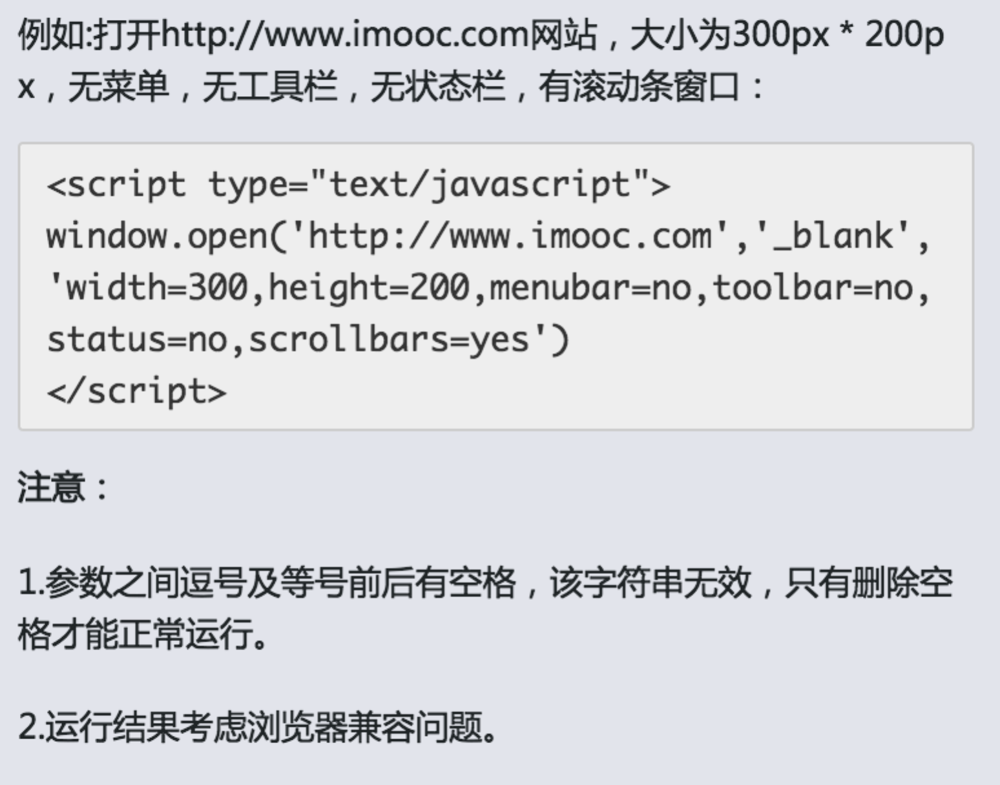 例如:打开http://www.imooc.com网站，大小为300px * 200p
x，无菜单，无工具栏，无状态栏，有滚动条窗口：
<script type="text/javascript">
window.open('http://www.imooc.com','_blank',
'width=300,height=200,menubar=no,toolbar=no,
status=no,scrollbars=yes')
</script>
注意：
1.参数之间逗号及等号前后有空格，该字符串无效，只有删除空
格才能正常运行。
2.运行结果考虑浏览器兼容问题。